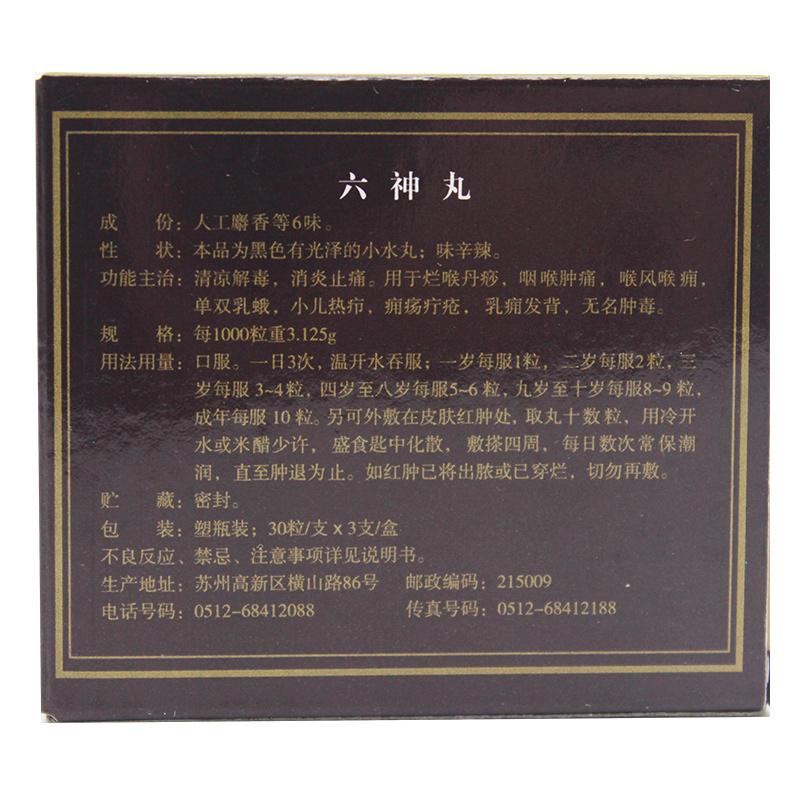 六神丸
成　份：人工麝香等6味。
性　状：本品为黑色有光泽的小水丸；味辛辣。
功能主治：清凉解毒，消炎止痛。用于烂喉丹痧，咽喉肿痛，喉风喉痈，
单双乳蛾，小儿热疖，痈疡疔疮，乳痈发背，无名肿毒。
规　格：每1000粒重3.125g
用法用量：口服。一日3次，温开水吞服；一岁每服1粒，二岁每服2粒，三
岁每服3~4粒，四岁至八岁每服5~6粒，九岁至十岁每服8~9粒，
成年每服10粒。另可外敷在皮肤红肿处，取丸十数粒，用冷开
水或米醋少许，盛食匙中化散，敷搽四周，每日数次常保潮
润，直至肿退为止。如红肿已将出脓或已穿烂，切勿再敷。
贮　藏：密封。
包　装：塑瓶装；30粒/支 x 3支/盒
不良反应、禁忌、注意事项详见说明书。
生产地址：苏州高新区横山路86号　邮政编码：215009
电话号码：0512-68412088　传真号码：0512-68412188